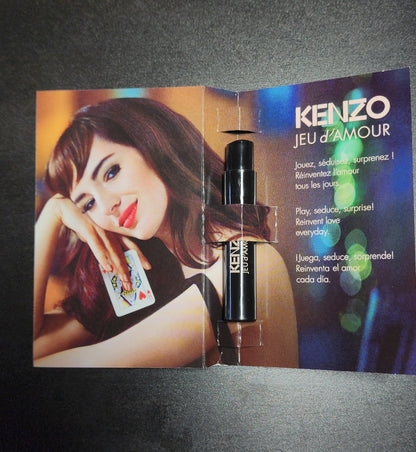 KENZO
JEU d'AMOUR
Jouez, séduisez, surprenez !
Réinventez l'amour
tous les jours.
Play, seduce, surprise!
Reinvent love
everyday.
¡Juega, seduce, sorprende!
Reinventa el amor
cada día.
KENZO
JEU d'AMOUR